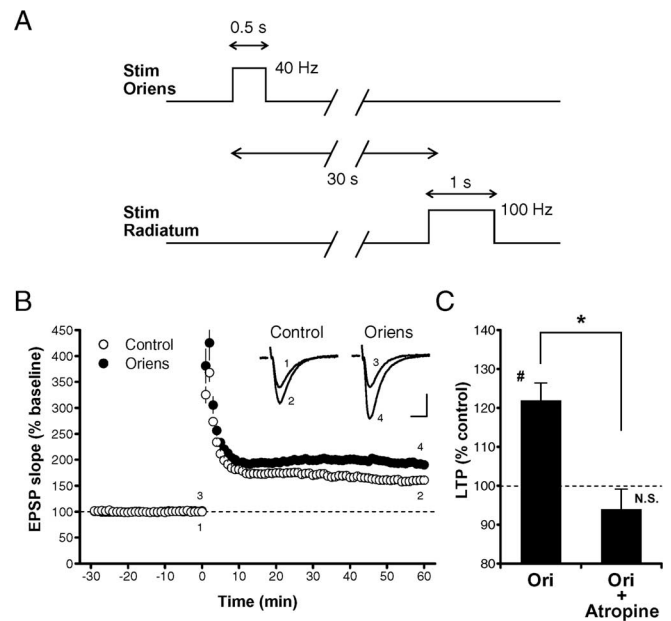 A
0.5 s
Stim
Oriens
40 Hz
30 s
1 s
Stim
Radiatum
100 Hz
B
EPSP slope (% baseline)
450
400
350
300
250
200
150
100
50
0
Control
Oriens
Control
Oriens
1
2
3
4
3
1
4
2
-30 -20 -10 0 10 20 30 40 50 60
Time (min)
C
LTP (% control)
140
130
120
110
100
90
80
*
#
N.S.
Ori
Ori
+
Atropine